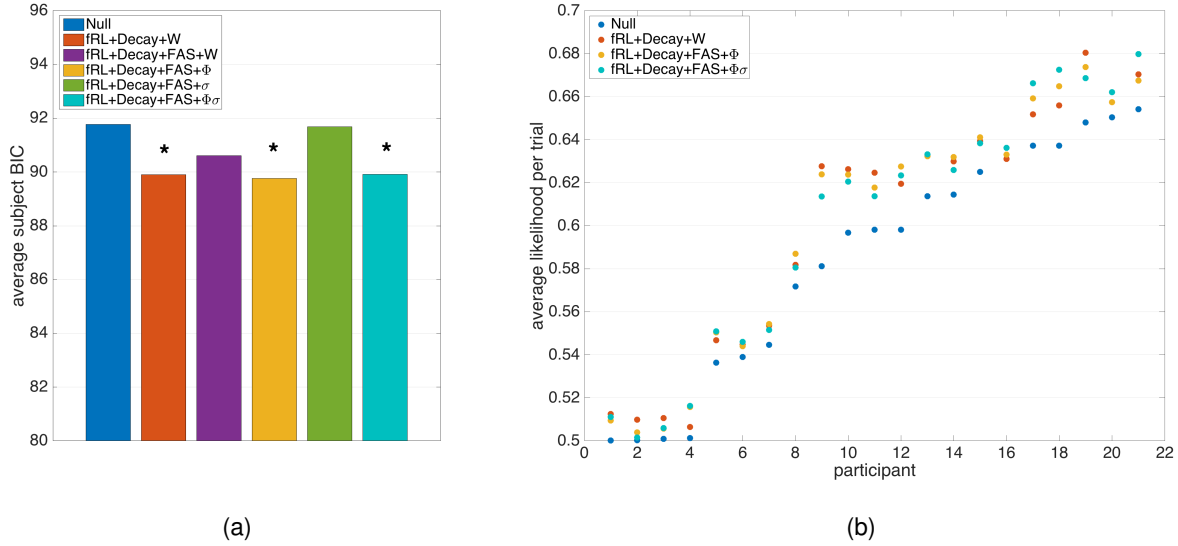 96
94
92
90
88
86
84
82
80
average subject BIC
Null
fRL+Decay+W
fRL+Decay+FAS+W
fRL+Decay+FAS+Φ
fRL+Decay+FAS+σ
fRL+Decay+FAS+Φσ
*
*
*
(a)
0.7
0.68
0.66
0.64
0.62
0.6
0.58
0.56
0.54
0.52
0.5
average likelihood per trial
Null
fRL+Decay+W
fRL+Decay+FAS+Φ
fRL+Decay+FAS+Φσ
0 2 4 6 8 10 12 14 16 18 20 22
participant
(b)